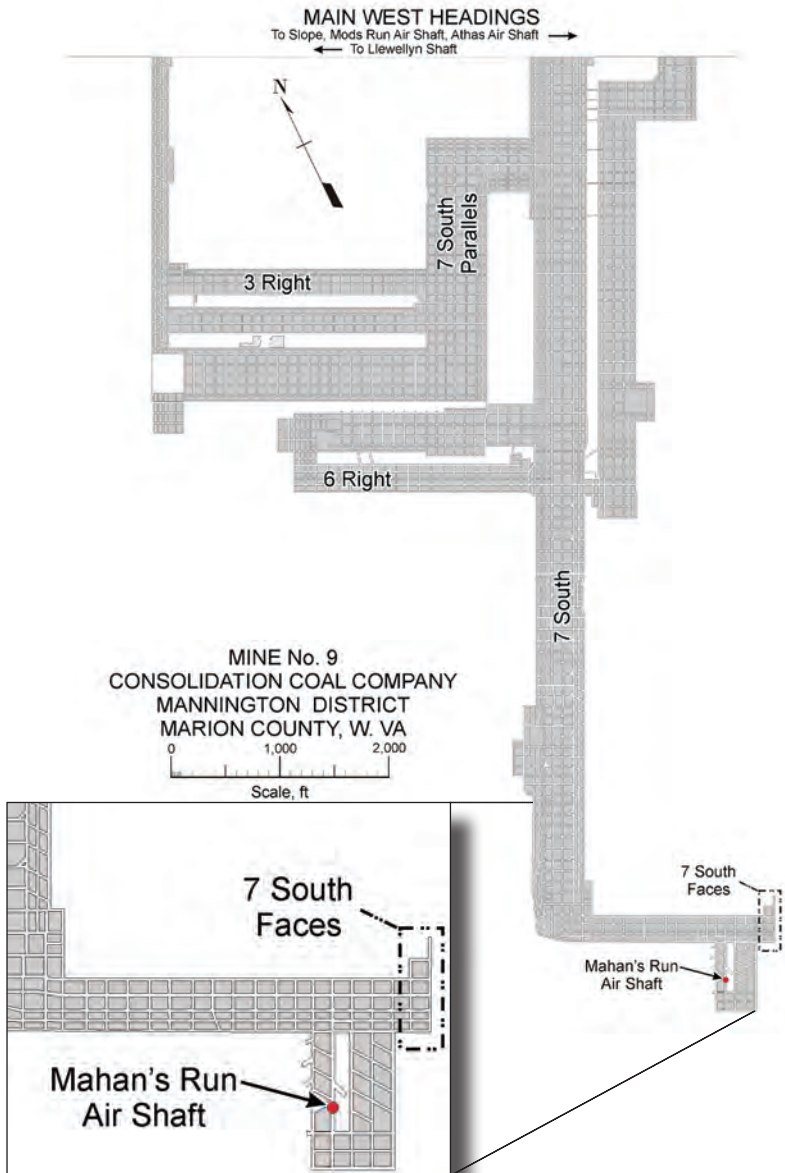 MAIN WEST HEADINGS
To Slope, Mods Run Air Shaft, Athas Air Shaft
To Llewellyn Shaft
N
7 South
Parallels
3 Right
6 Right
7 South
MINE No. 9
CONSOLIDATION COAL COMPANY
MANNINGTON DISTRICT
MARION COUNTY, W. VA
0 1,000 2,000
Scale, ft
7 South
Faces
Mahan's Run
Air Shaft
7 South
Faces
Mahan's Run
Air Shaft